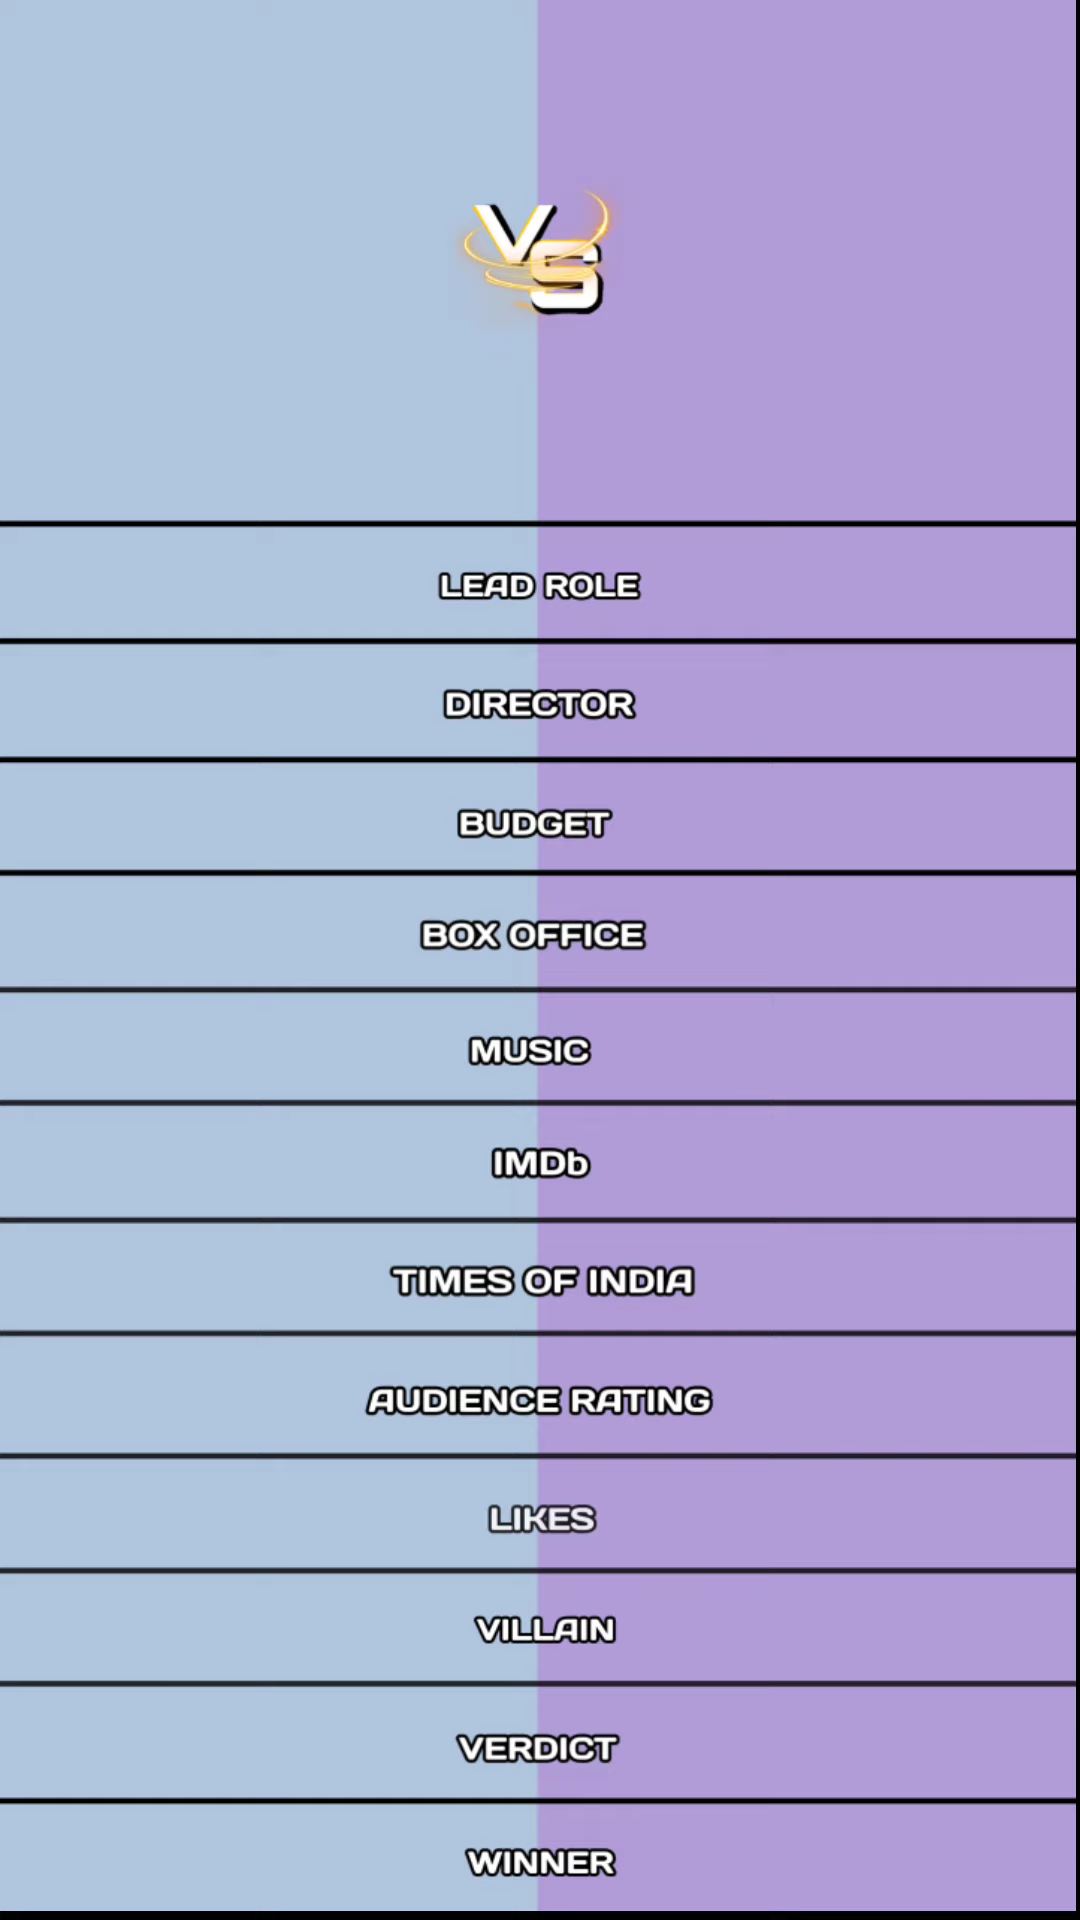 VS
LEAD ROLE
DIRECTOR
BUDGET
BOX OFFICE
MUSIC
IMDb
TIMES OF INDIA
AUDIENCE RATING
LIKES
VILLAIN
VERDICT
WINNER